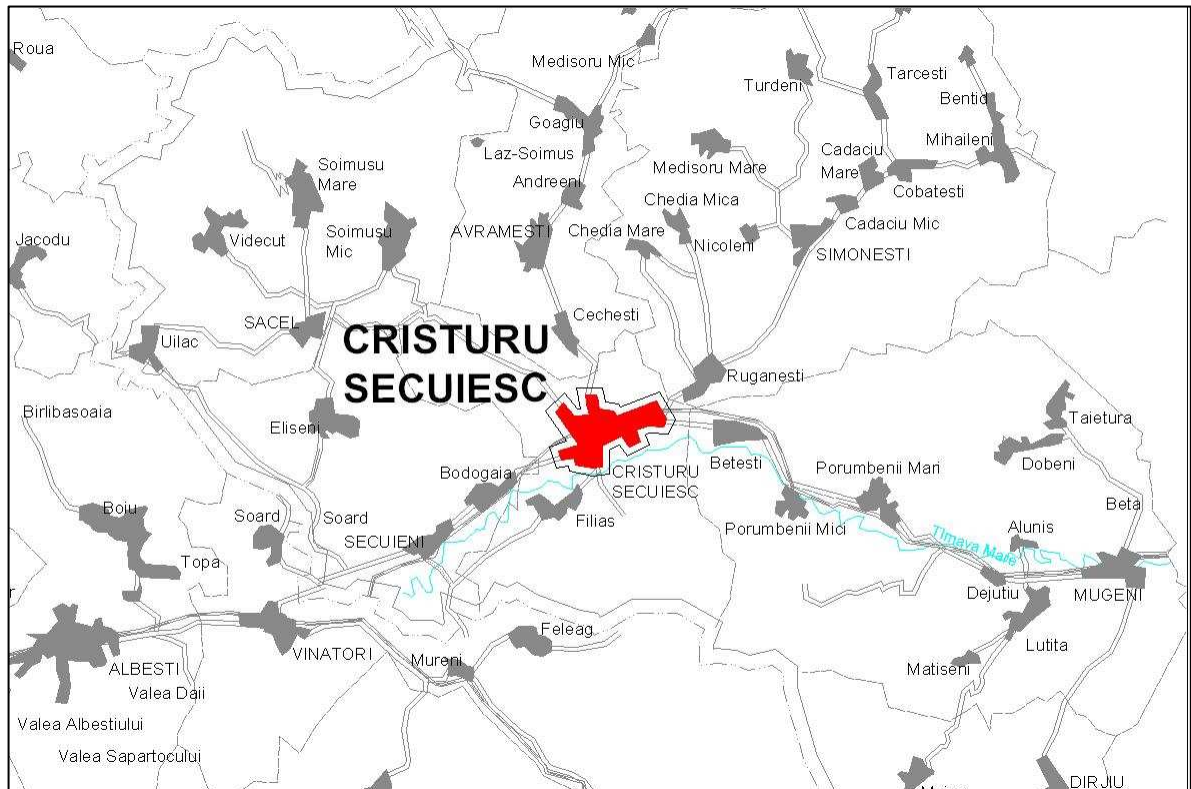 Roua
Medisoru Mic
Turdeni
Tarcesti
Bentid
Goagiu
Mihaileni
Laz-Soimus
Cadaciu
Mare
Soimusu
Mare
Medisoru Mare
Andreeni
Cobatesti
Chedia Mica
Cadaciu Mic
Jacodu
Videcut
Soimusu
Mic
AVRAMESTI
Chedia Mare
Nicoleni
SIMONESTI
SACEL
Cechesti
Uilac
CRISTURU
SECUIESC
Ruganesti
Birlibasoaia
Eliseni
Taietura
Bodogaia
CRISTURU
SECUIESC
Betesti
Porumbenii Mari
Dobeni
Boiu
Soard
Soard
SECUIENI
Filias
Porumbenii Mici
Beta
Alunis
Timava Mare
Topa
Dejutiu
MUGENI
Feleag
VINATORI
Mureni
Lutita
ALBESTI
Matiseni
Valea Daii
Valea Albestiului
Valea Sapartocului
DIRJIU